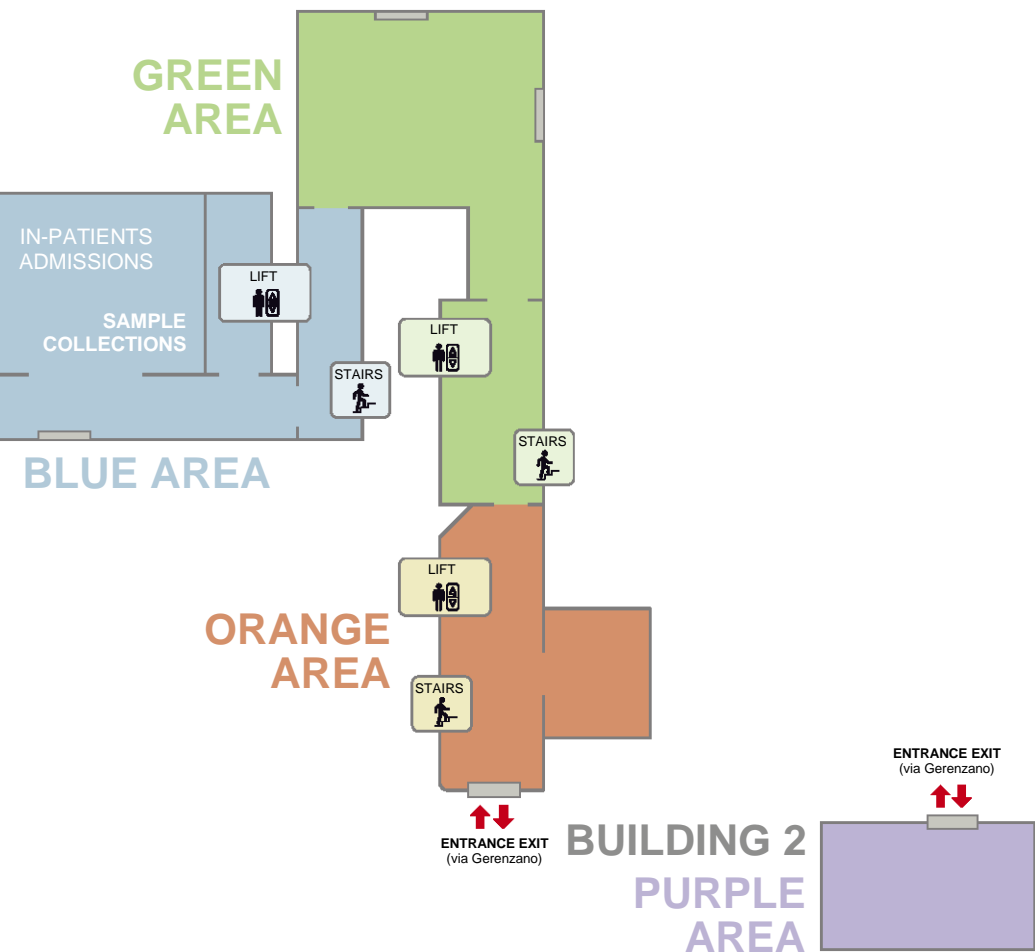 GREEN
AREA
IN-PATIENTS
ADMISSIONS
SAMPLE
COLLECTIONS
LIFT
LIFT
STAIRS
STAIRS
BLUE AREA
LIFT
ORANGE
AREA
STAIRS
ENTRANCE EXIT
(via Gerenzano)
ENTRANCE EXIT
(via Gerenzano)
BUILDING 2
PURPLE
AREA